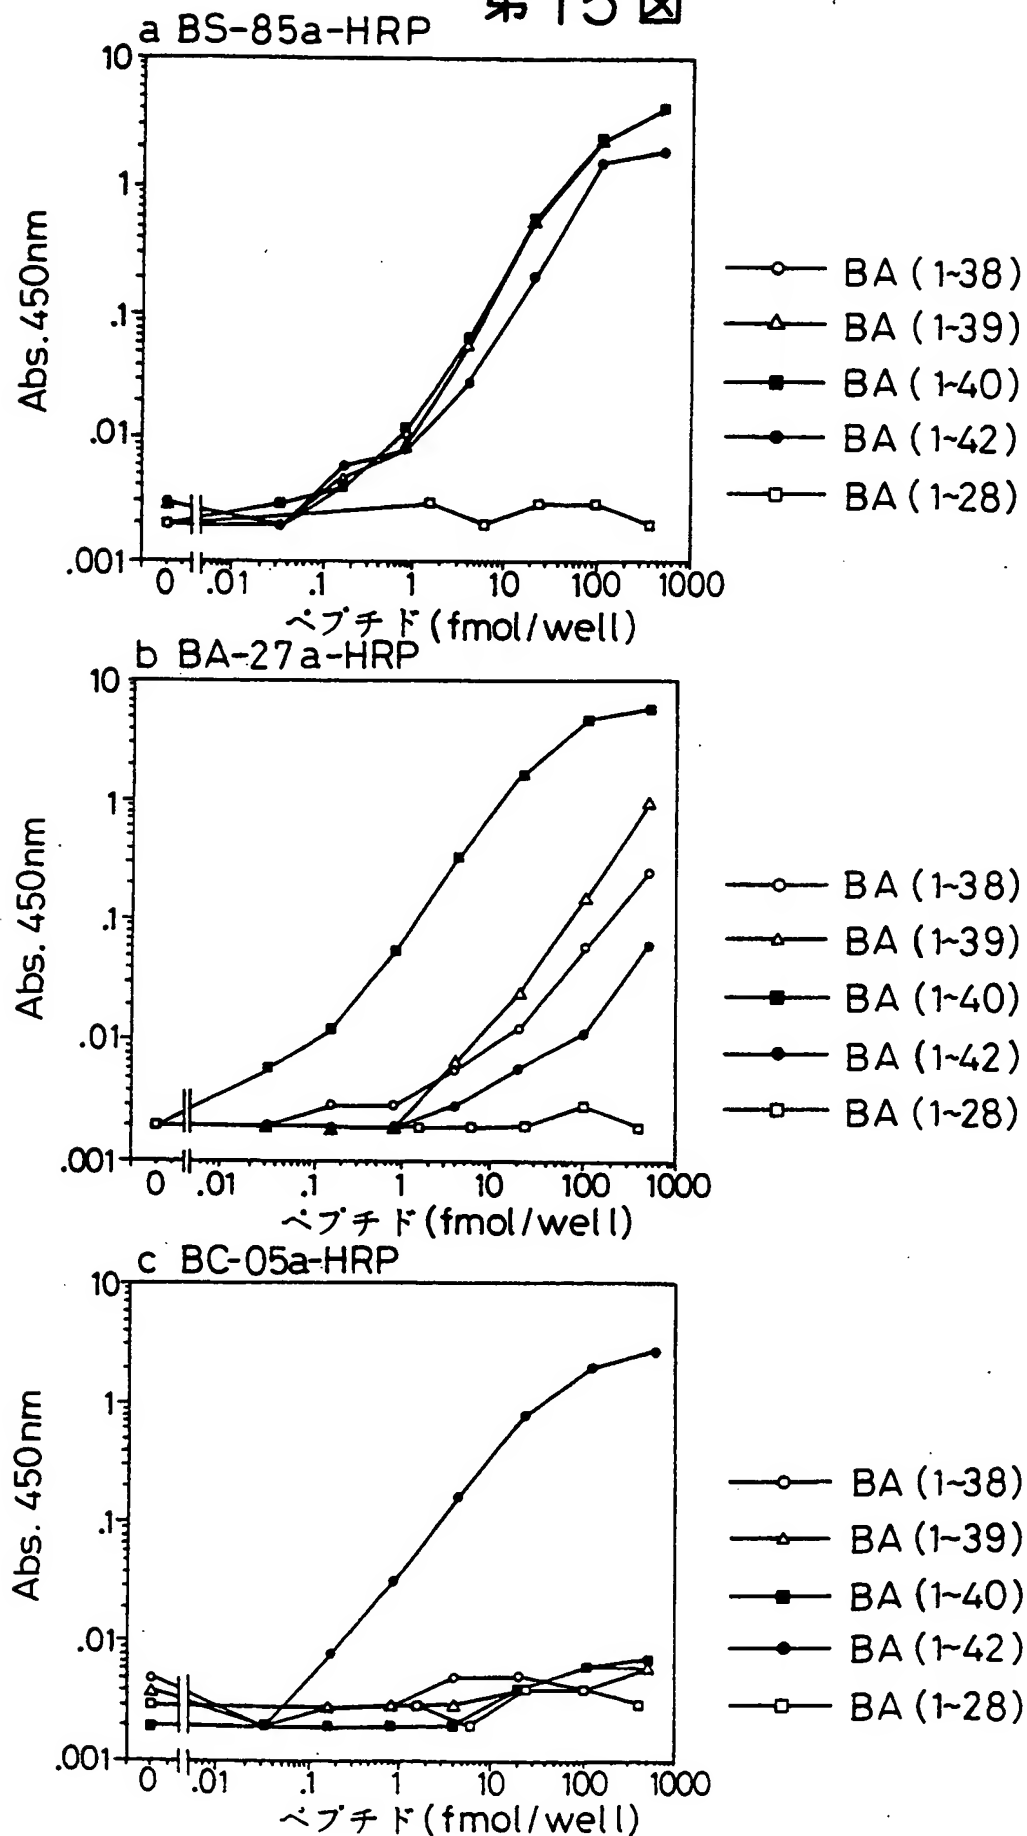 第15図
a BS-85a-HRP
10
1
.1
.01
.001
Abs. 450nm
0 .01 .1 1 10 100 1000
ペプチド(fmol/well)
BA (1~38)
BA (1~39)
BA (1~40)
BA (1~42)
BA (1~28)
b BA-27a-HRP
10
1
.1
.01
.001
Abs. 450nm
0 .01 .1 1 10 100 1000
ペプチド(fmol/well)
BA (1~38)
BA (1~39)
BA (1~40)
BA (1~42)
BA (1~28)
c BC-05a-HRP
10
1
.1
.01
.001
Abs. 450nm
0 .01 .1 1 10 100 1000
ペプチド(fmol/well)
BA (1~38)
BA (1~39)
BA (1~40)
BA (1~42)
BA (1~28)